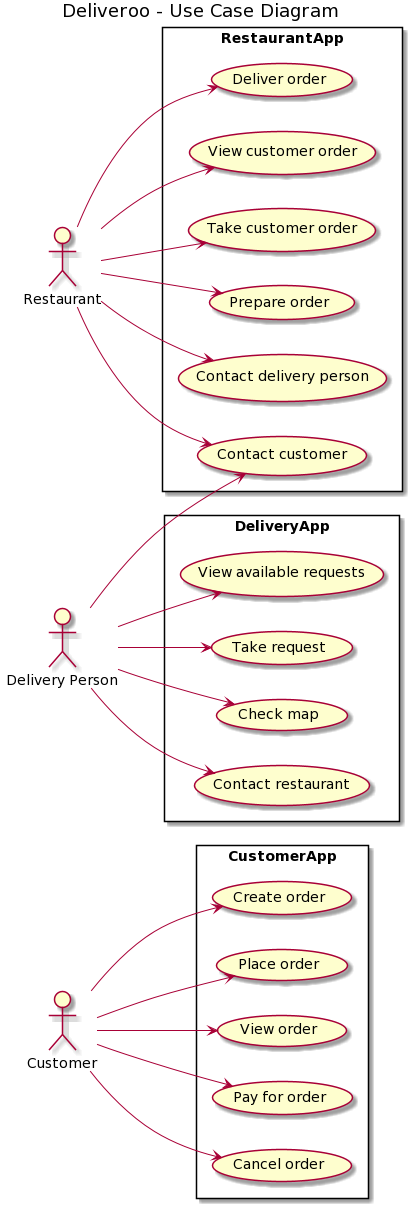 Deliveroo - Use Case Diagram
RestaurantApp
Deliver order
View customer order
Take customer order
Restaurant
Prepare order
Contact delivery person
Contact customer
DeliveryApp
View available requests
Take request
Delivery Person
Check map
Contact restaurant
CustomerApp
Create order
Place order
View order
Customer
Pay for order
Cancel order